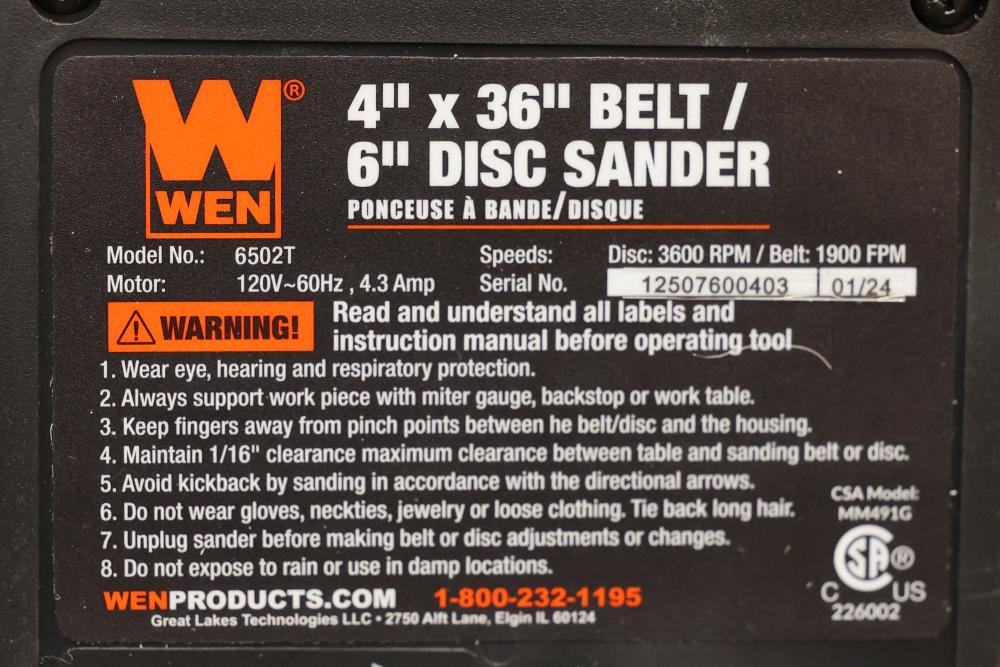 WEN®
4" x 36" BELT /
6" DISC SANDER
PONCEUSE À BANDE/DISQUE
Model No.: 6502T
Speeds: Disc: 3600 RPM / Belt: 1900 FPM
Motor: 120V~60Hz , 4.3 Amp
Serial No. 12507600403 01/24
WARNING!
Read and understand all labels and
instruction manual before operating tool
1. Wear eye, hearing and respiratory protection.
2. Always support work piece with miter gauge, backstop or work table.
3. Keep fingers away from pinch points between he belt/disc and the housing.
4. Maintain 1/16" clearance maximum clearance between table and sanding belt or disc.
5. Avoid kickback by sanding in accordance with the directional arrows.
6. Do not wear gloves, neckties, jewelry or loose clothing. Tie back long hair.
7. Unplug sander before making belt or disc adjustments or changes.
8. Do not expose to rain or use in damp locations.
WENPRODUCTS.COM 1-800-232-1195
Great Lakes Technologies LLC • 2750 Alft Lane, Elgin IL 60124
CSA Model:
MM491G
SA®
C US
226002